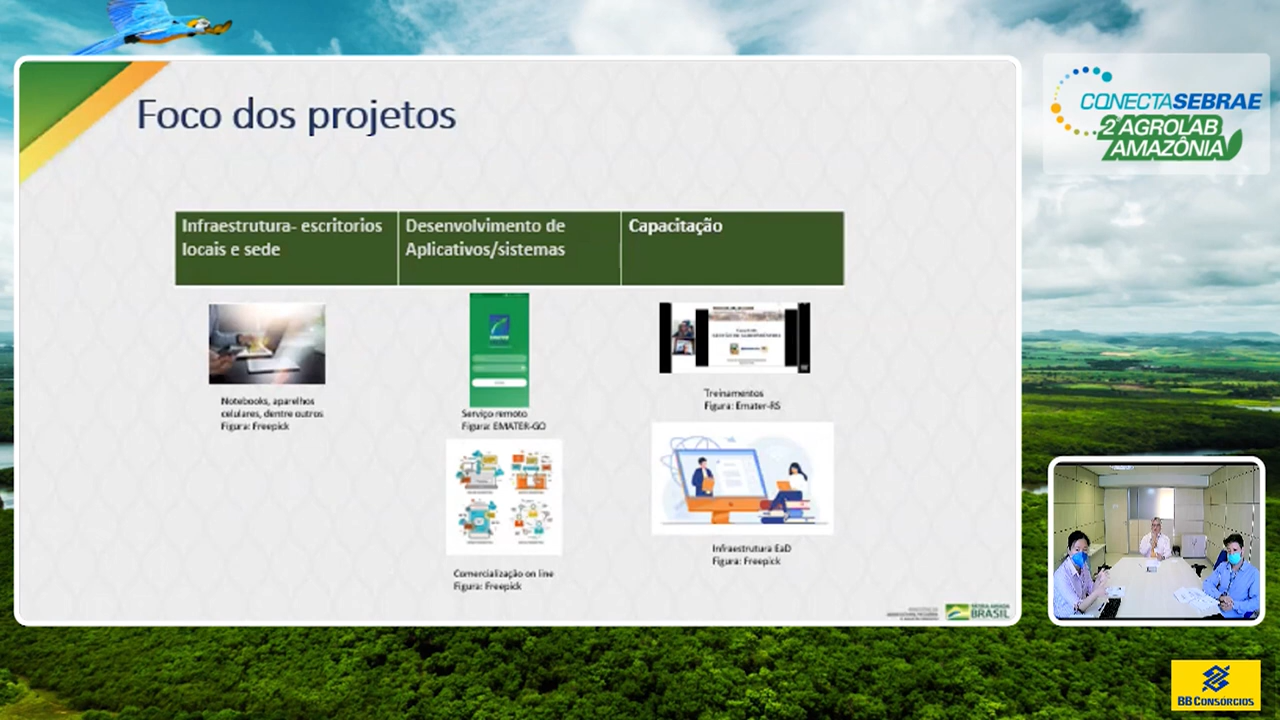 Foco dos projetos
Infraestrutura- escritorios
locais e sede
Desenvolvimento de
Aplicativos/sistemas
Capacitação
Notebooks, aparelhos
celulares, dentre outros
Figura: Freepick
Serviço remoto
Figura: EMATER-GO
Treinamentos
Figura: Emater-RS
Comercialização on line
Figura: Freepick
Infraestrutura EaD
Figura: Freepick
BRASIL
CONECTASEBRAE
2º AGROLAB
AMAZÔNIA
BB CONSÓRCIOS